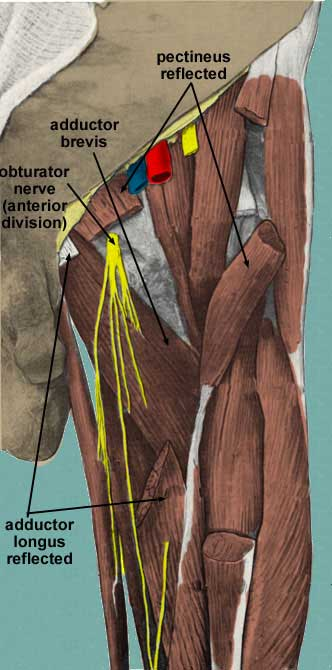 pectineus
reflected
adductor
brevis
obturator
nerve
(anterior
division)
adductor
longus
reflected